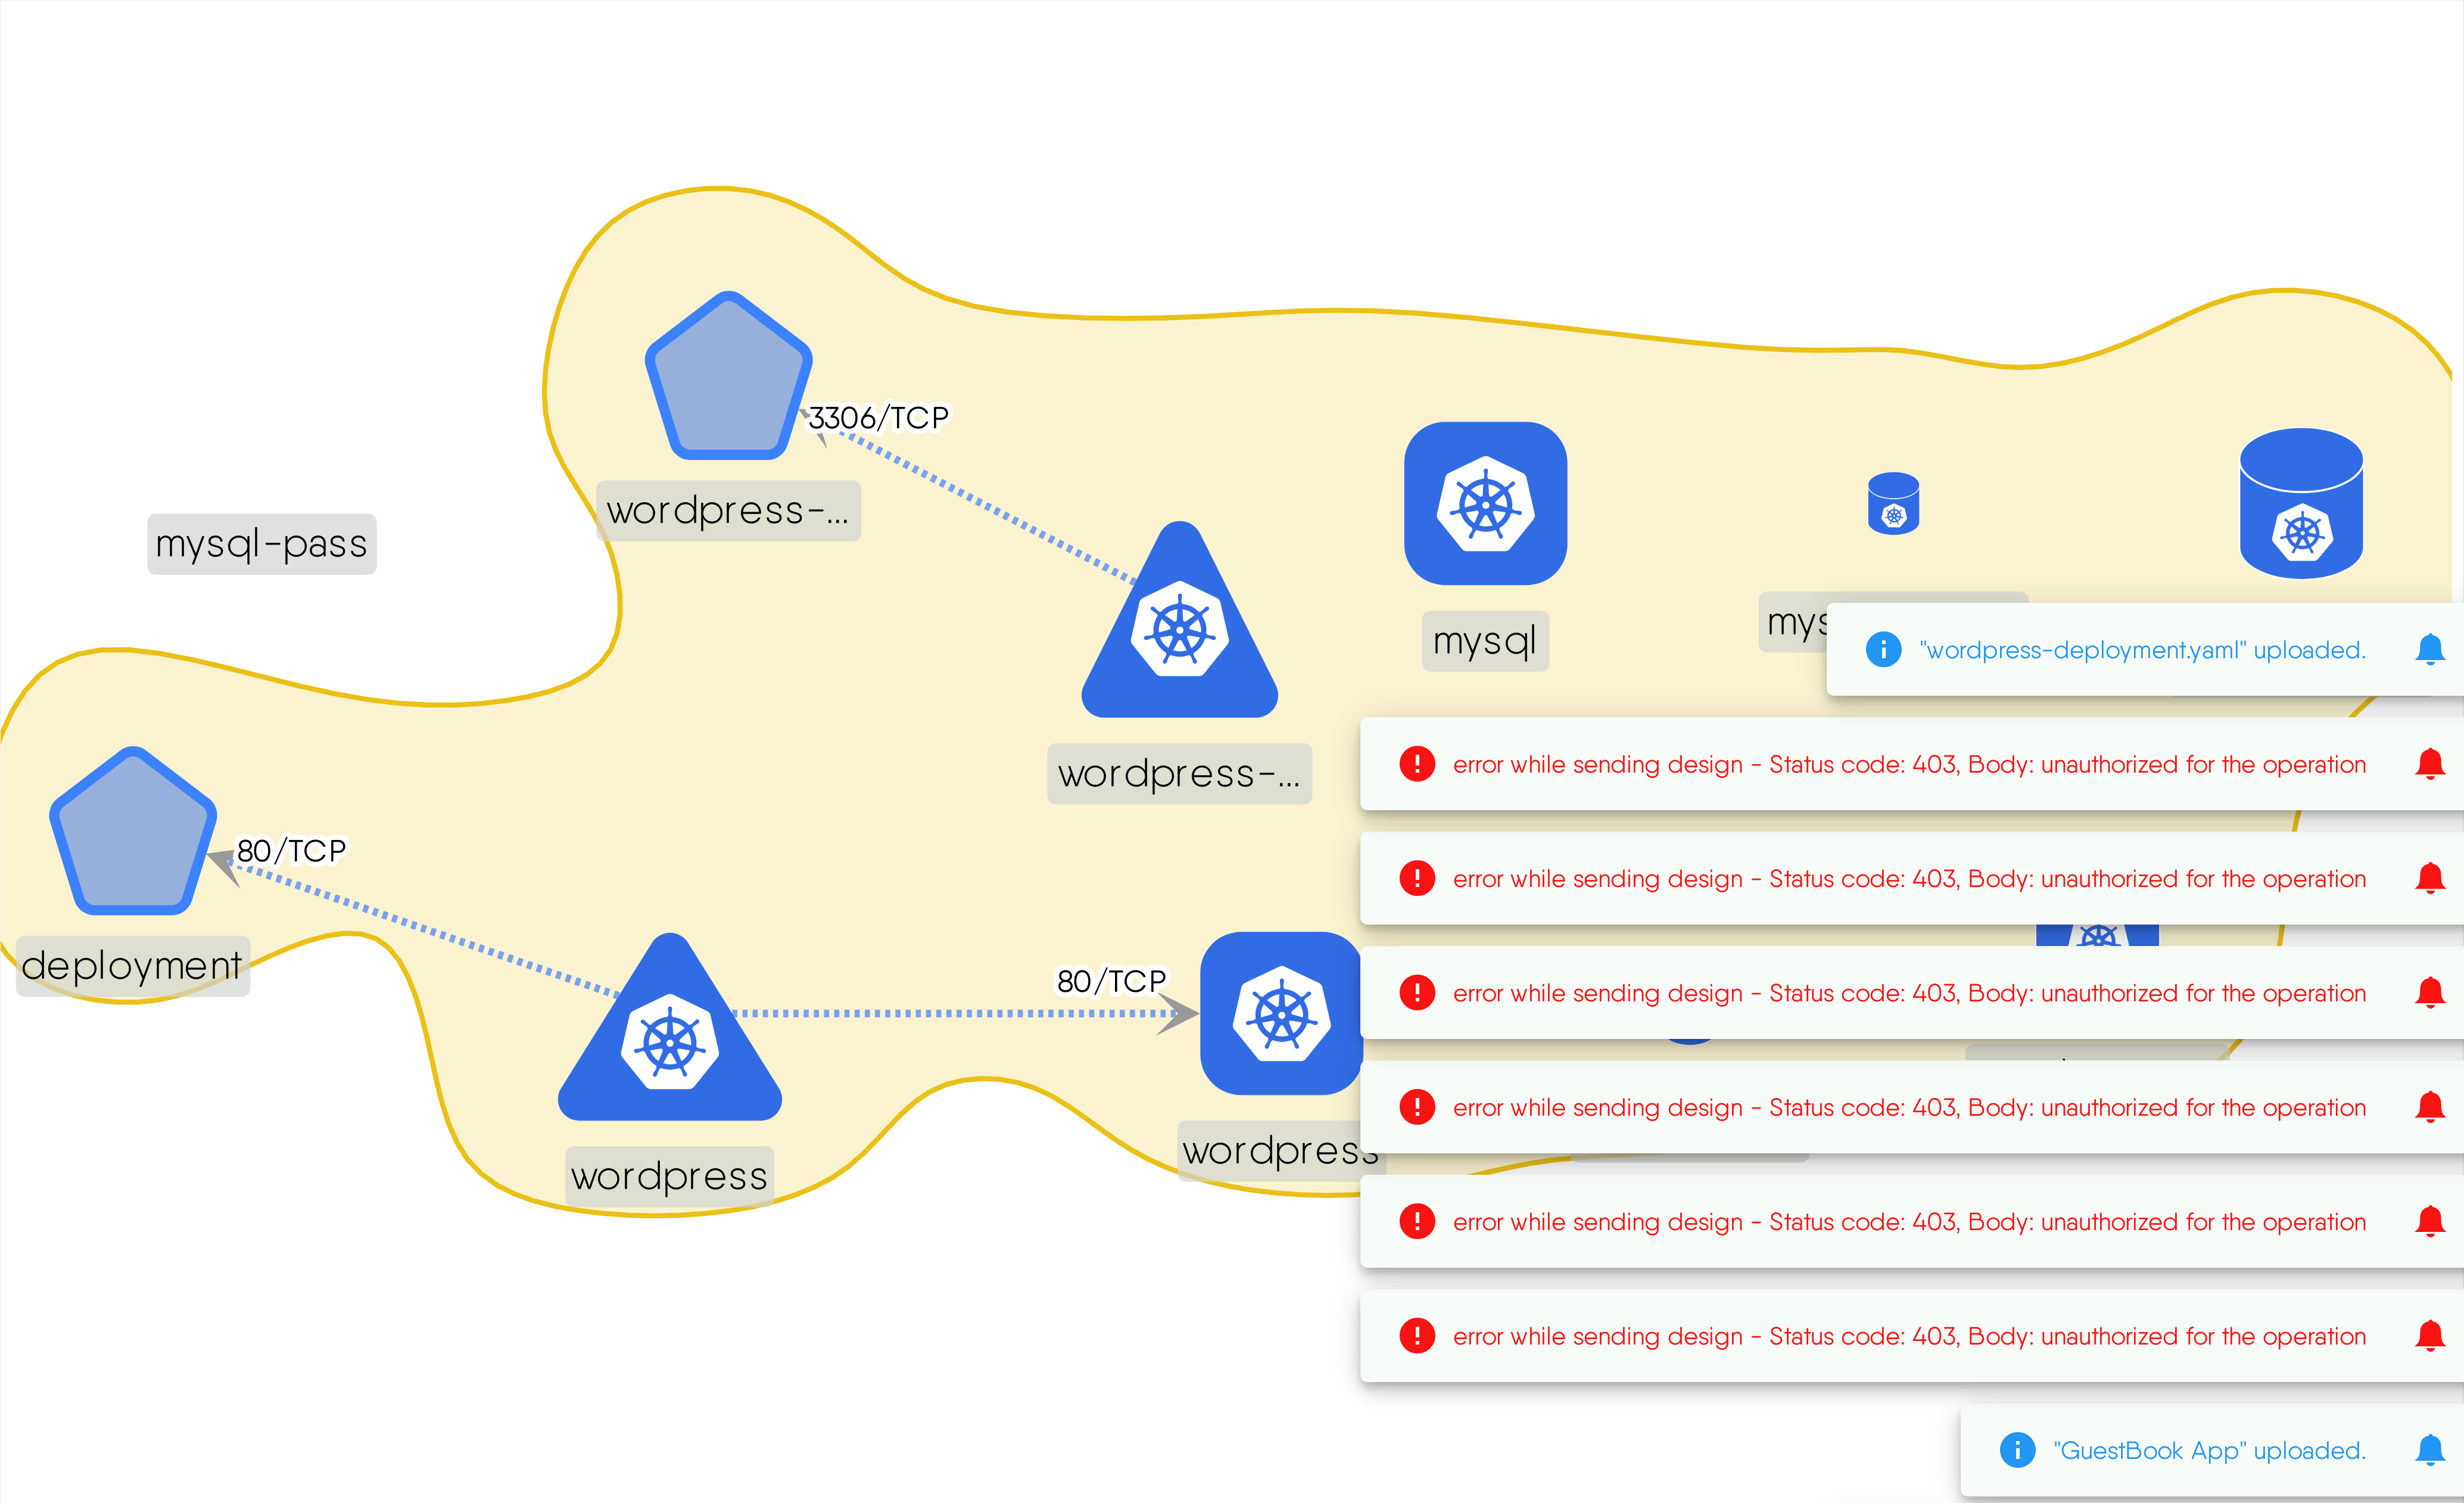 3306/TCP
wordpress-...
mysql-pass
mysql
mys
"wordpress-deployment.yaml" uploaded.
wordpress-...
error while sending design - Status code: 403, Body: unauthorized for the operation
80/TCP
error while sending design - Status code: 403, Body: unauthorized for the operation
deployment
80/TCP
error while sending design - Status code: 403, Body: unauthorized for the operation
error while sending design - Status code: 403, Body: unauthorized for the operation
wordpress
wordpress
error while sending design - Status code: 403, Body: unauthorized for the operation
error while sending design - Status code: 403, Body: unauthorized for the operation
"GuestBook App" uploaded.